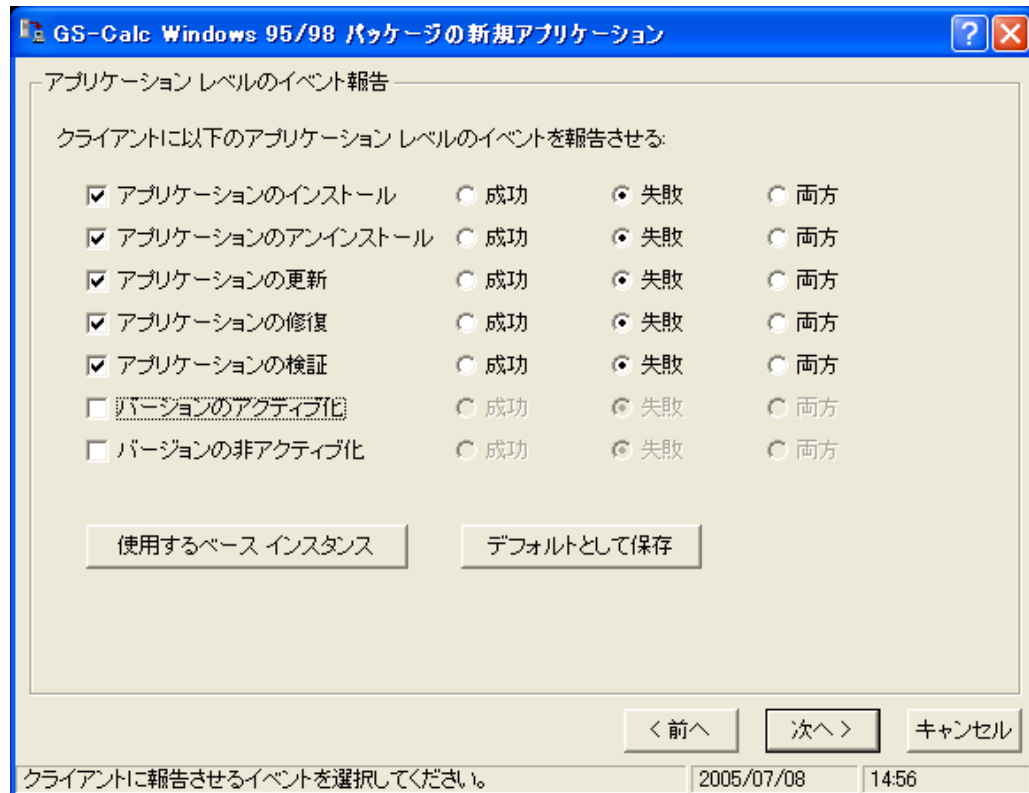 GS-Calc Windows 95/98 パッケージの新規アプリケーション
アプリケーション レベルのイベント報告
クライアントに以下のアプリケーション レベルのイベントを報告させる:
アプリケーションのインストール 成功 失敗 両方
アプリケーションのアンインストール 成功 失敗 両方
アプリケーションの更新 成功 失敗 両方
アプリケーションの修復 成功 失敗 両方
アプリケーションの検証 成功 失敗 両方
バージョンのアクティブ化 成功 失敗 両方
バージョンの非アクティブ化 成功 失敗 両方
使用するベース インスタンス デフォルトとして保存
< 前へ 次へ > キャンセル
クライアントに報告させるイベントを選択してください。 2005/07/08 14:56